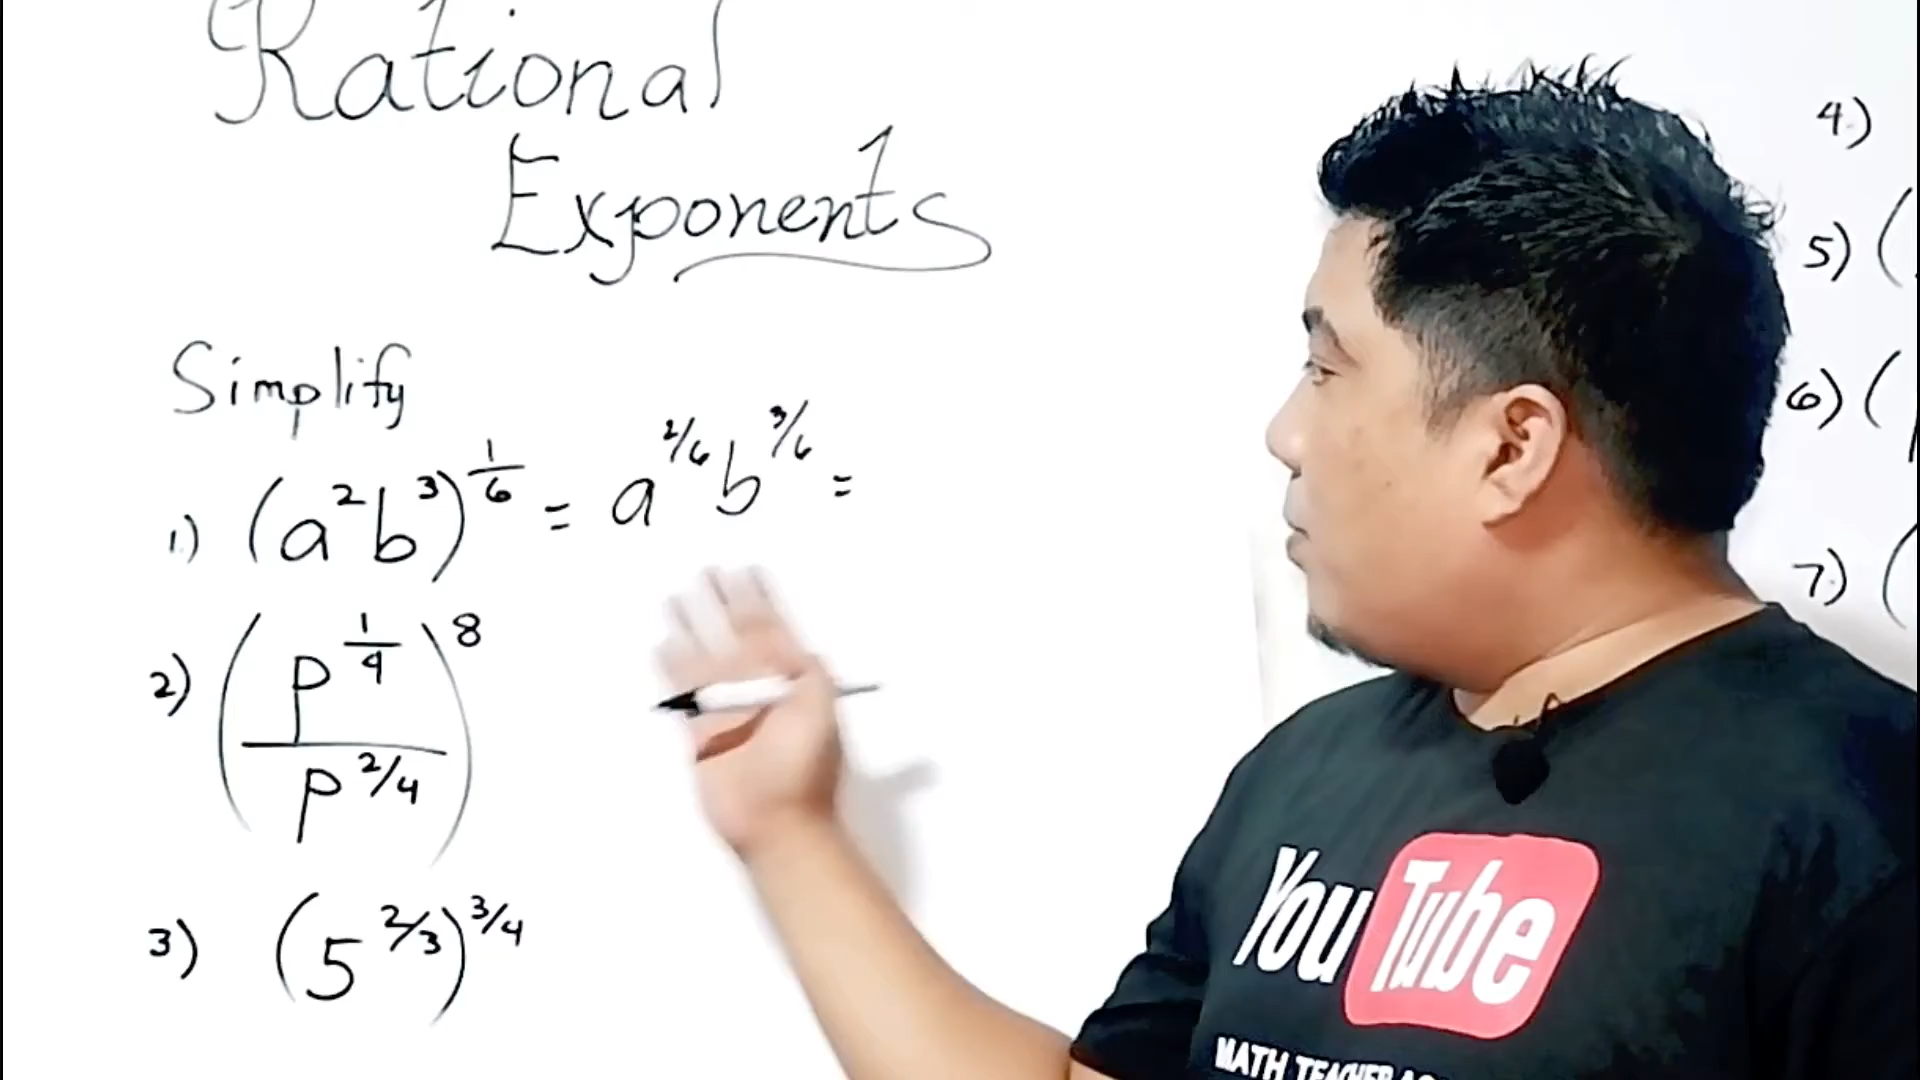 Rational
Exponents
Simplify
1.) (a²b³)^(1/6) = a^(2/6) b^(3/6) =
2) (p^(1/4) / p^(2/4))^8
3) (5^(2/3))^(3/4)
4.)
5) (
6) (
7.) (
YouTube
MATH TEACHER